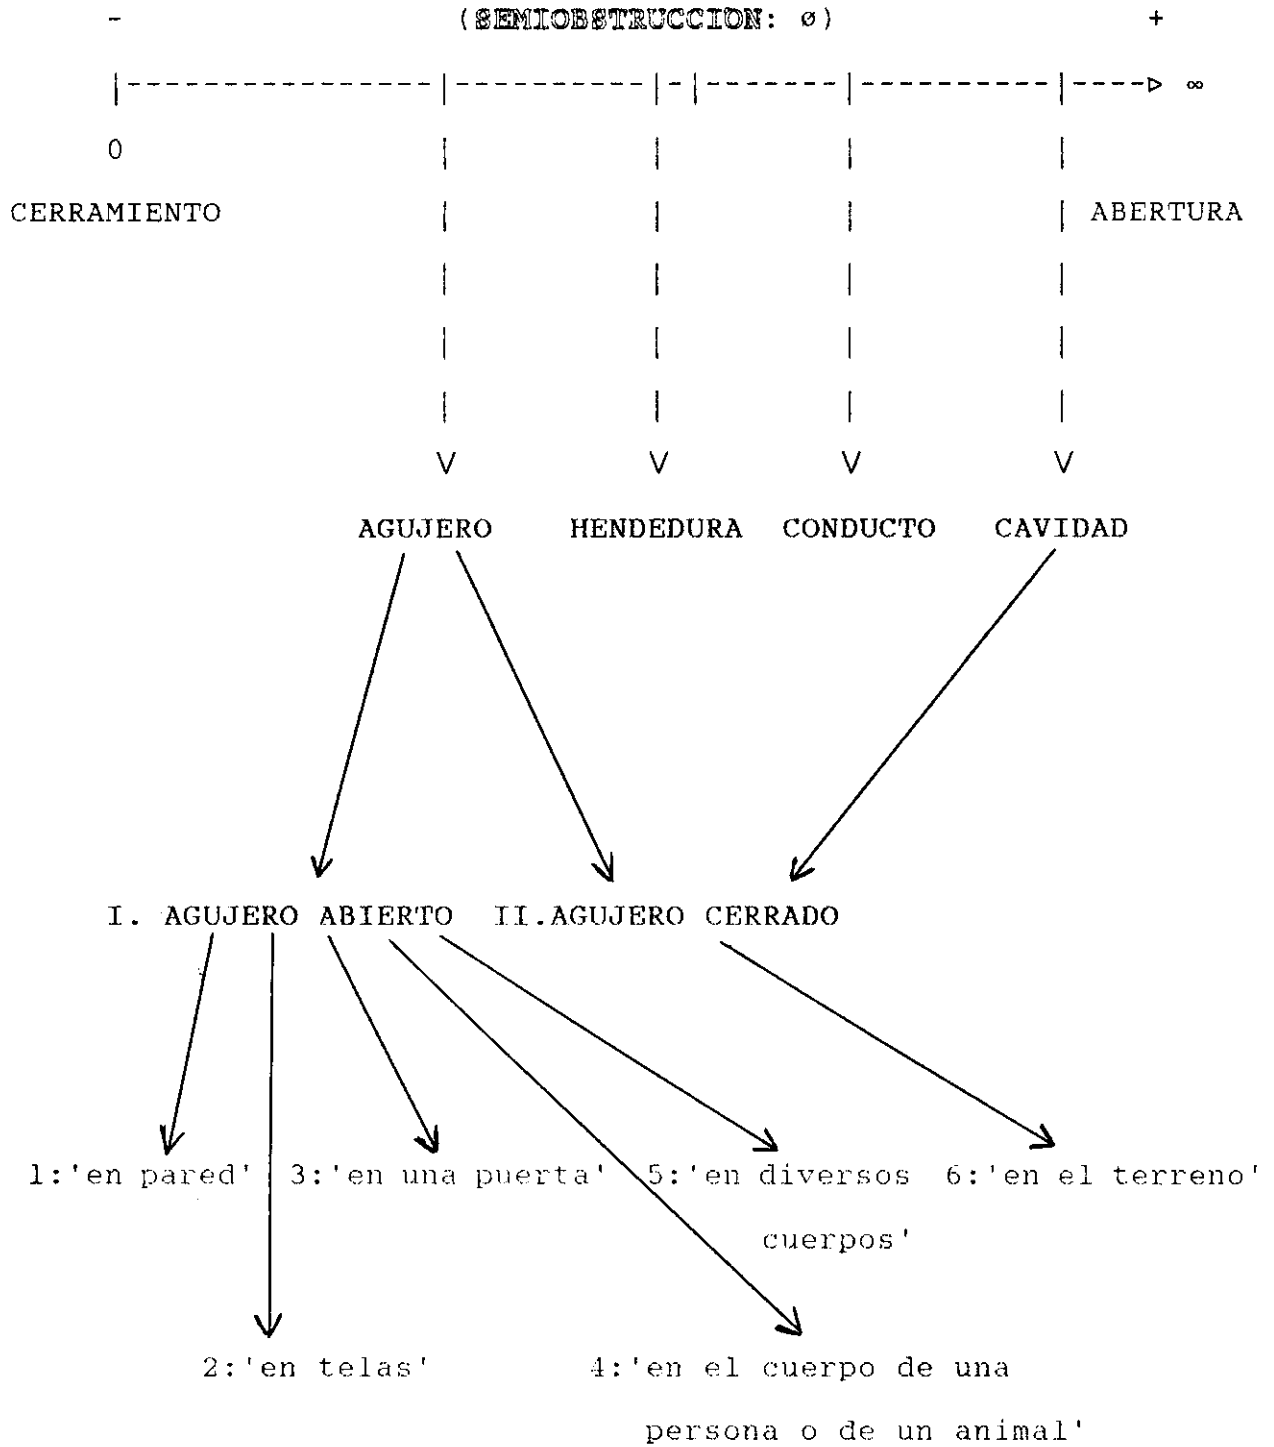 - (SEMIOBSTRUCCION: ø) +
|----------------|----------|-|-------|----------|----> ∞
0
CERRAMIENTO ABERTURA
AGUJERO HENDEDURA CONDUCTO CAVIDAD
I. AGUJERO ABIERTO II.AGUJERO CERRADO
1:'en pared' 3:'en una puerta' 5:'en diversos 6:'en el terreno'
cuerpos'
2:'en telas' 4:'en el cuerpo de una
persona o de un animal'